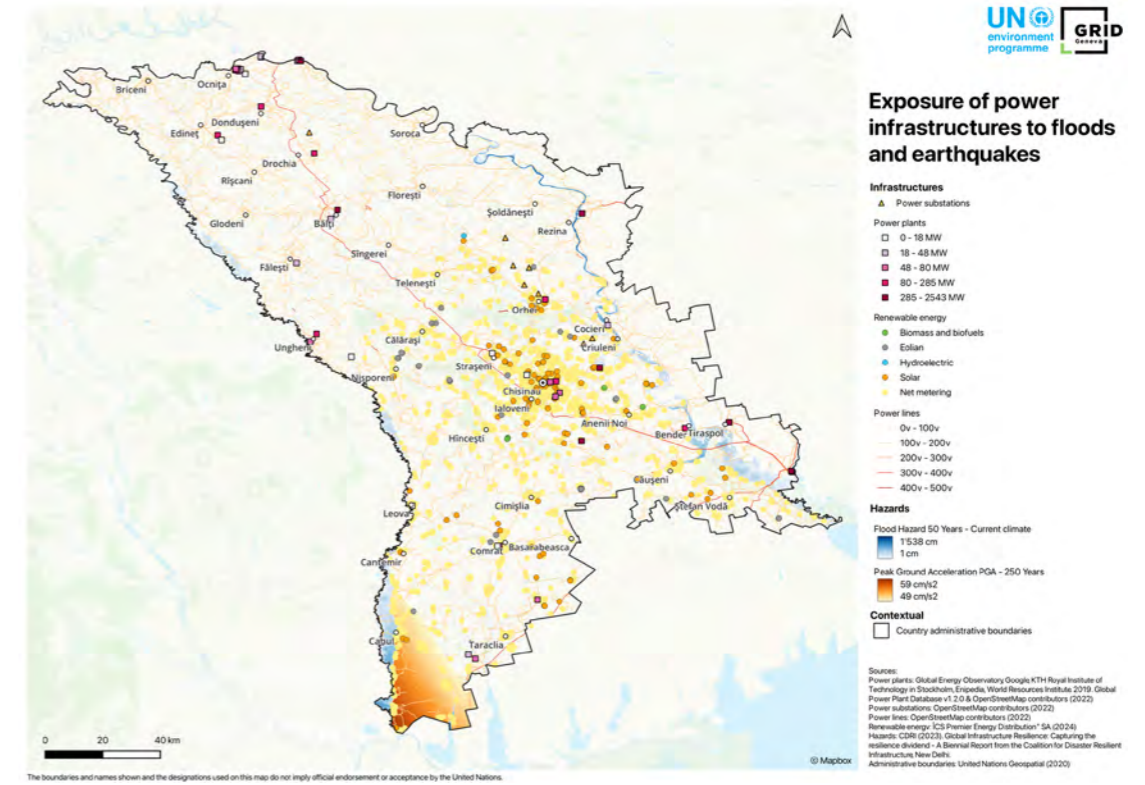 UN
environment
programme
GRID
Geneva
Exposure of power
infrastructures to floods
and earthquakes
Infrastructures
Power substations
Power plants
0 - 18 MW
18 - 48 MW
48 - 80 MW
80 - 285 MW
285 - 2543 MW
Renewable energy
Biomass and biofuels
Eolian
Hydroelectric
Solar
Net metering
Power lines
0v - 100v
100v - 200v
200v - 300v
300v - 400v
400v - 500v
Hazards
Flood Hazard 50 Years - Current climate
1'538 cm
1 cm
Peak Ground Acceleration PGA - 250 Years
59 cm/s2
49 cm/s2
Contextual
Country administrative boundaries
Sources:
Power plants: Global Energy Observatory, Google, KTH Royal Institute of
Technology in Stockholm, Enipedia, World Resources Institute. 2019. Global
Power Plant Database v1.2.0 & OpenStreetMap contributors (2022)
Power substations: OpenStreetMap contributors (2022)
Power lines: OpenStreetMap contributors (2022)
Renewable energy: ÎCS Premier Energy Distribution" SA (2024)
Hazards: CDRI (2023). Global Infrastructure Resilience: Capturing the
resilience dividend - A Biennial Report from the Coalition for Disaster Resilient
Infrastructure, New Delhi.
Administrative boundaries: United Nations Geospatial (2020)
Briceni
Ocnița
Edineț
Dondușeni
Soroca
Drochia
Rîșcani
Florești
Glodeni
Bălți
Șoldănești
Rezina
Sîngerei
Fălești
Telenești
Orhei
Cocieri
Criuleni
Călărași
Ungheni
Strașeni
Nisporeni
Chisinau
Ialoveni
Anenii Noi
Bender
Tiraspol
Hîncești
Căușeni
Cimișlia
Ștefan Vodă
Leova
Comrat
Basarabeasca
Cantemir
Cahul
Taraclia
0 20 40 km
© Mapbox
The boundaries and names shown and the designations used on this map do not imply official endorsement or acceptance by the United Nations.